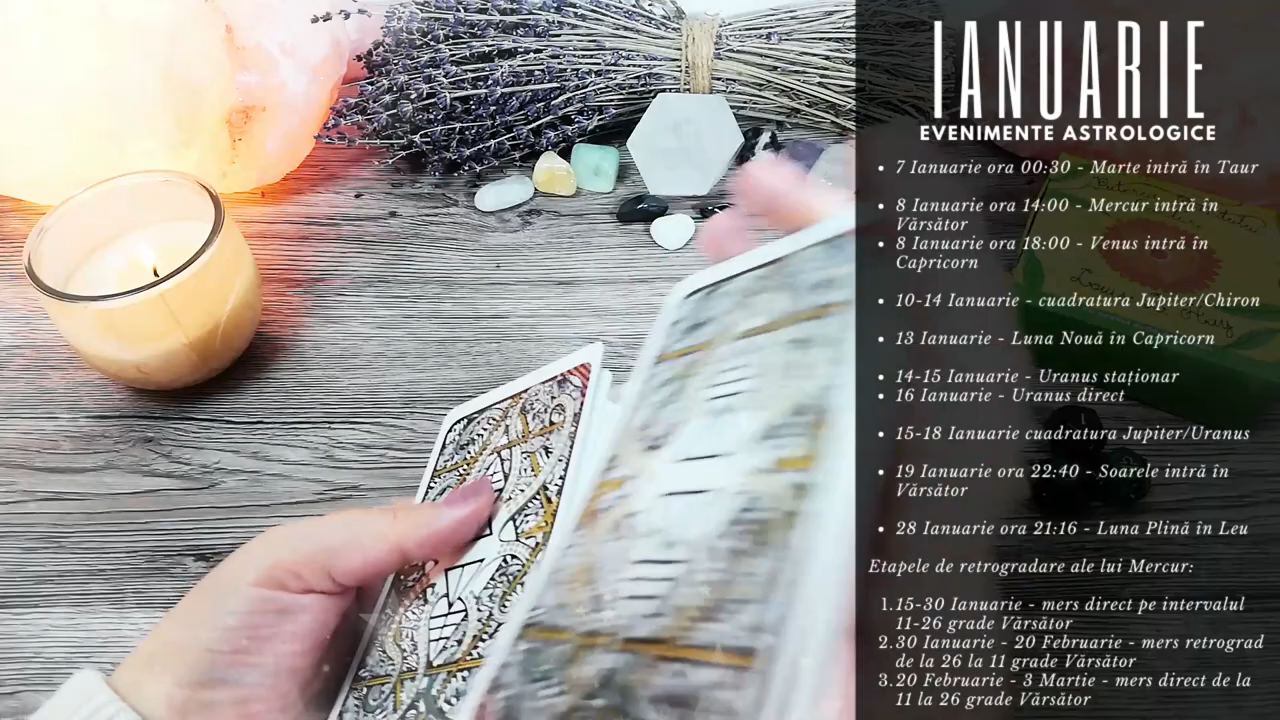 IANUARIE
EVENIMENTE ASTROLOGICE
• 7 Ianuarie ora 00:30 - Marte intră în Taur
• 8 Ianuarie ora 14:00 - Mercur intră în
Vărsător
• 8 Ianuarie ora 18:00 - Venus intră în
Capricorn
• 10-14 Ianuarie - cuadratura Jupiter/Chiron
• 13 Ianuarie - Luna Nouă în Capricorn
• 14-15 Ianuarie - Uranus staționar
• 16 Ianuarie - Uranus direct
• 15-18 Ianuarie cuadratura Jupiter/Uranus
• 19 Ianuarie ora 22:40 - Soarele intră în
Vărsător
• 28 Ianuarie ora 21:16 - Luna Plină în Leu
Etapele de retrogradare ale lui Mercur:
1. 15-30 Ianuarie - mers direct pe intervalul
11-26 grade Vărsător
2. 30 Ianuarie - 20 Februarie - mers retrograd
de la 26 la 11 grade Vărsător
3. 20 Februarie - 3 Martie - mers direct de la
11 la 26 grade Vărsător
Louise Hay